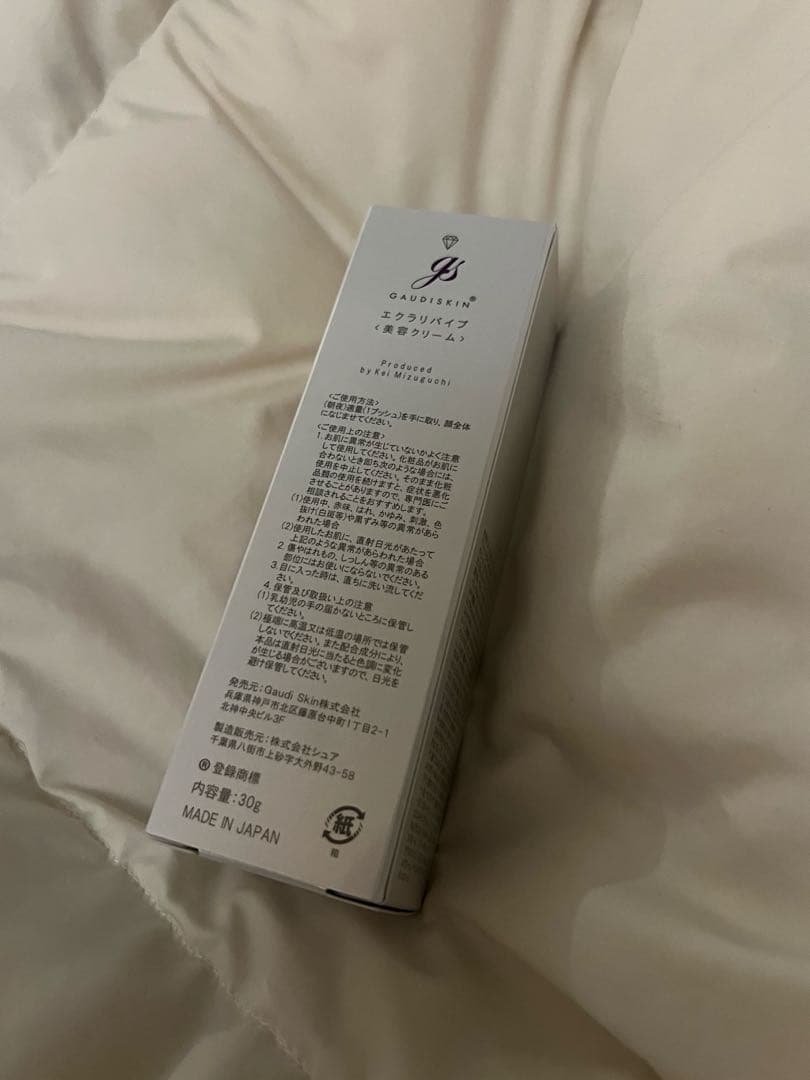 gs
GAUDISKIN®
エクラリバイブ
<美容クリーム>
Produced
by Kei Mizuguchi
<ご使用方法>
(朝夜)適量(1プッシュ)を手に取り、顔全体
になじませてください。
<ご使用上の注意>
1. お肌に異常が生じていないかよく注意
して使用してください。化粧品がお肌に
合わないとき即ち次のような場合には、
使用を中止してください。そのまま化粧
品類の使用を続けますと、症状を悪化
させることがありますので、専門医にご
相談されることをおすすめします。
(1)使用中、赤味、はれ、かゆみ、刺激、色
抜け(白斑等)や黒ずみ等の異常があら
われた場合
(2)使用したお肌に、直射日光があたって
上記のような異常があらわれた場合
2. 傷やはれもの、しっしん等の異常のある
部位にはお使いにならないでください。
3. 目に入った時は、直ちに洗い流してくだ
さい。
4. 保管及び取扱い上の注意
(1)乳幼児の手の届かないところに保管し
てください。
(2)極端に高温又は低温の場所では保管
しないでください。また配合成分により、
本品は直射日光に当たると色調に変化
が生じる場合がございますので、日光を
避け保管してください。
発売元:Gaudi Skin株式会社
兵庫県神戸市北区藤原台中町1丁目2-1
北神中央ビル3F
製造販売元:株式会社シュア
千葉県八街市上砂字大外野43-58
®登録商標
内容量:30g
MADE IN JAPAN
紙
箱